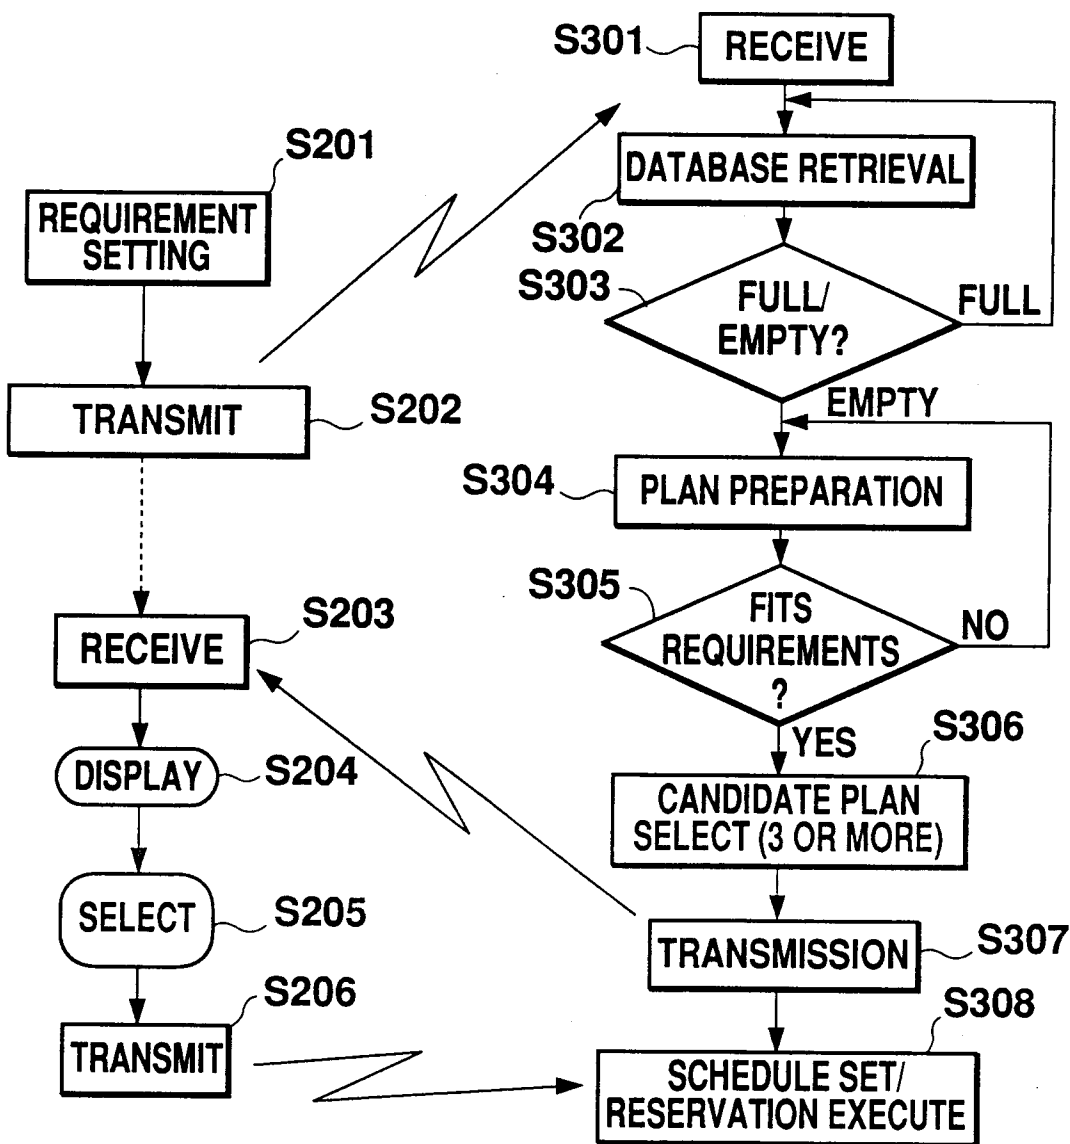 S201
REQUIREMENT
SETTING
TRANSMIT
S202
S203
RECEIVE
DISPLAY
S204
SELECT
S205
S206
TRANSMIT
S301
RECEIVE
DATABASE RETRIEVAL
S302
S303
FULL/
EMPTY?
FULL
EMPTY
S304
PLAN PREPARATION
S305
FITS
REQUIREMENTS
?
NO
YES
S306
CANDIDATE PLAN
SELECT (3 OR MORE)
TRANSMISSION
S307
S308
SCHEDULE SET/
RESERVATION EXECUTE